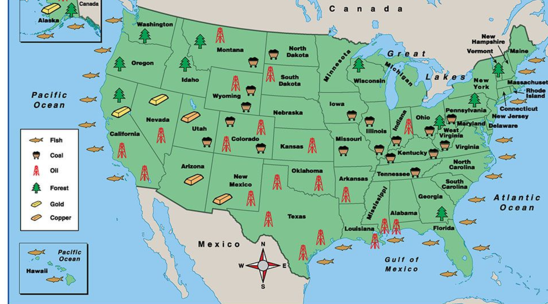 Canada
Alaska
Canada
Washington
Oregon
Idaho
Montana
North
Dakota
South
Dakota
Minnesota
Wisconsin
Michigan
Great
Lakes
New
Hampshire
Vermont
Maine
New
York
Massachuset
Rhode
Island
Connecticut
New Jersey
Delaware
Maryland
Pennsylvania
Ohio
West
Virginia
Virginia
Indiana
Illinois
Iowa
Nebraska
Wyoming
Nevada
Utah
Colorado
California
Kansas
Missouri
Kentucky
Tennessee
North
Carolina
South
Carolina
Georgia
Alabama
Mississippi
Arkansas
Oklahoma
Arizona
New
Mexico
Texas
Louisiana
Florida
Pacific
Ocean
Atlantic
Ocean
Gulf of
Mexico
Mexico
N
W
E
S
Fish
Coal
Oil
Forest
Gold
Copper
Pacific
Ocean
Hawaii